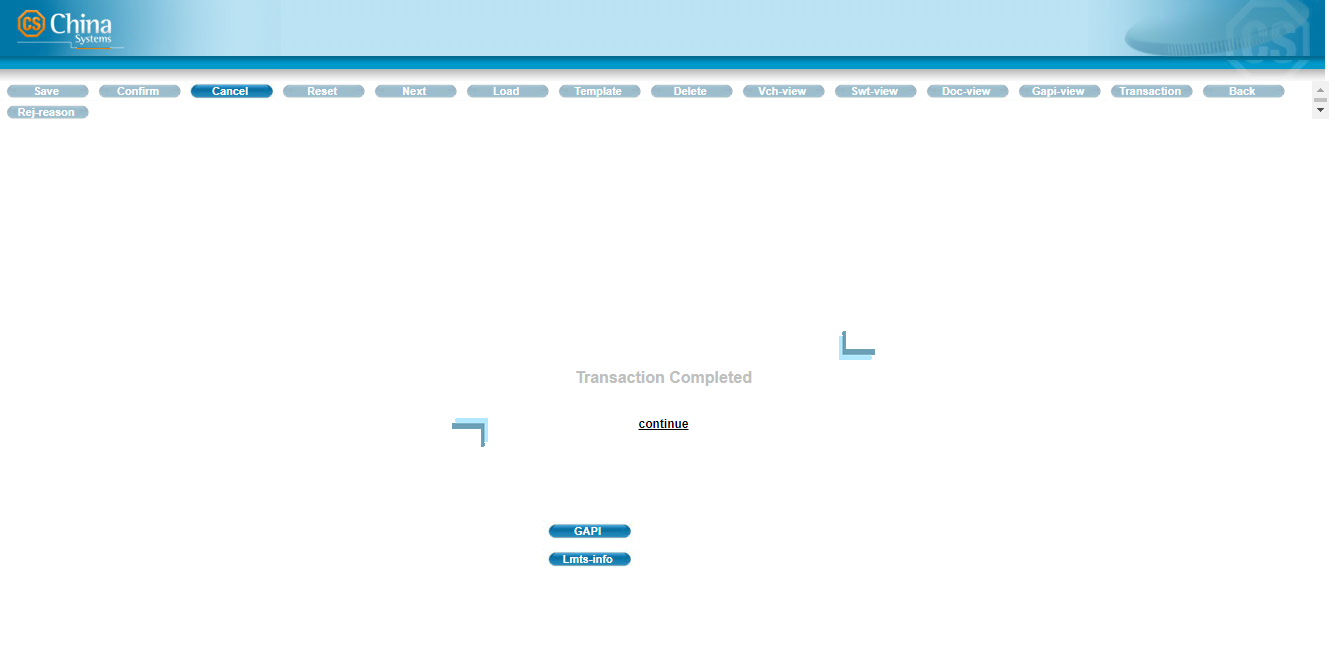 CS China
Systems
CS
Save Confirm Cancel Reset Next Load Template Delete Vch-view Swt-view Doc-view Gapi-view Transaction Back
Rej-reason
Transaction Completed
continue
GAPI
Lmts-info